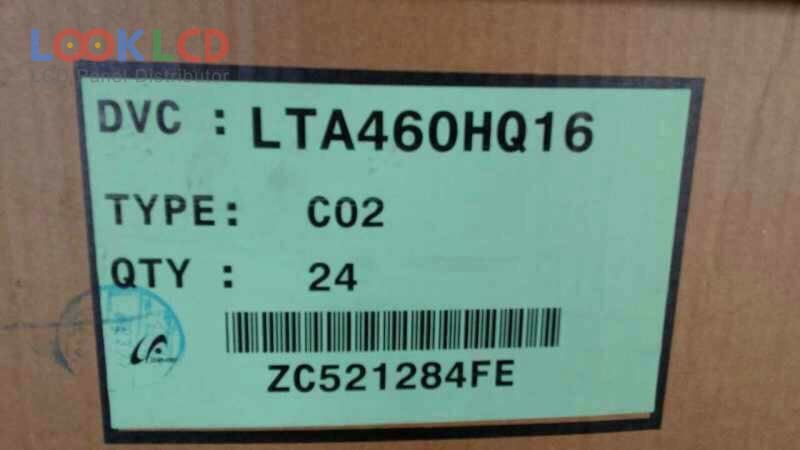 LOOKLCD
LCD Panel Distributor
DVC : LTA460HQ16
TYPE: C02
QTY : 24
ZC521284FE